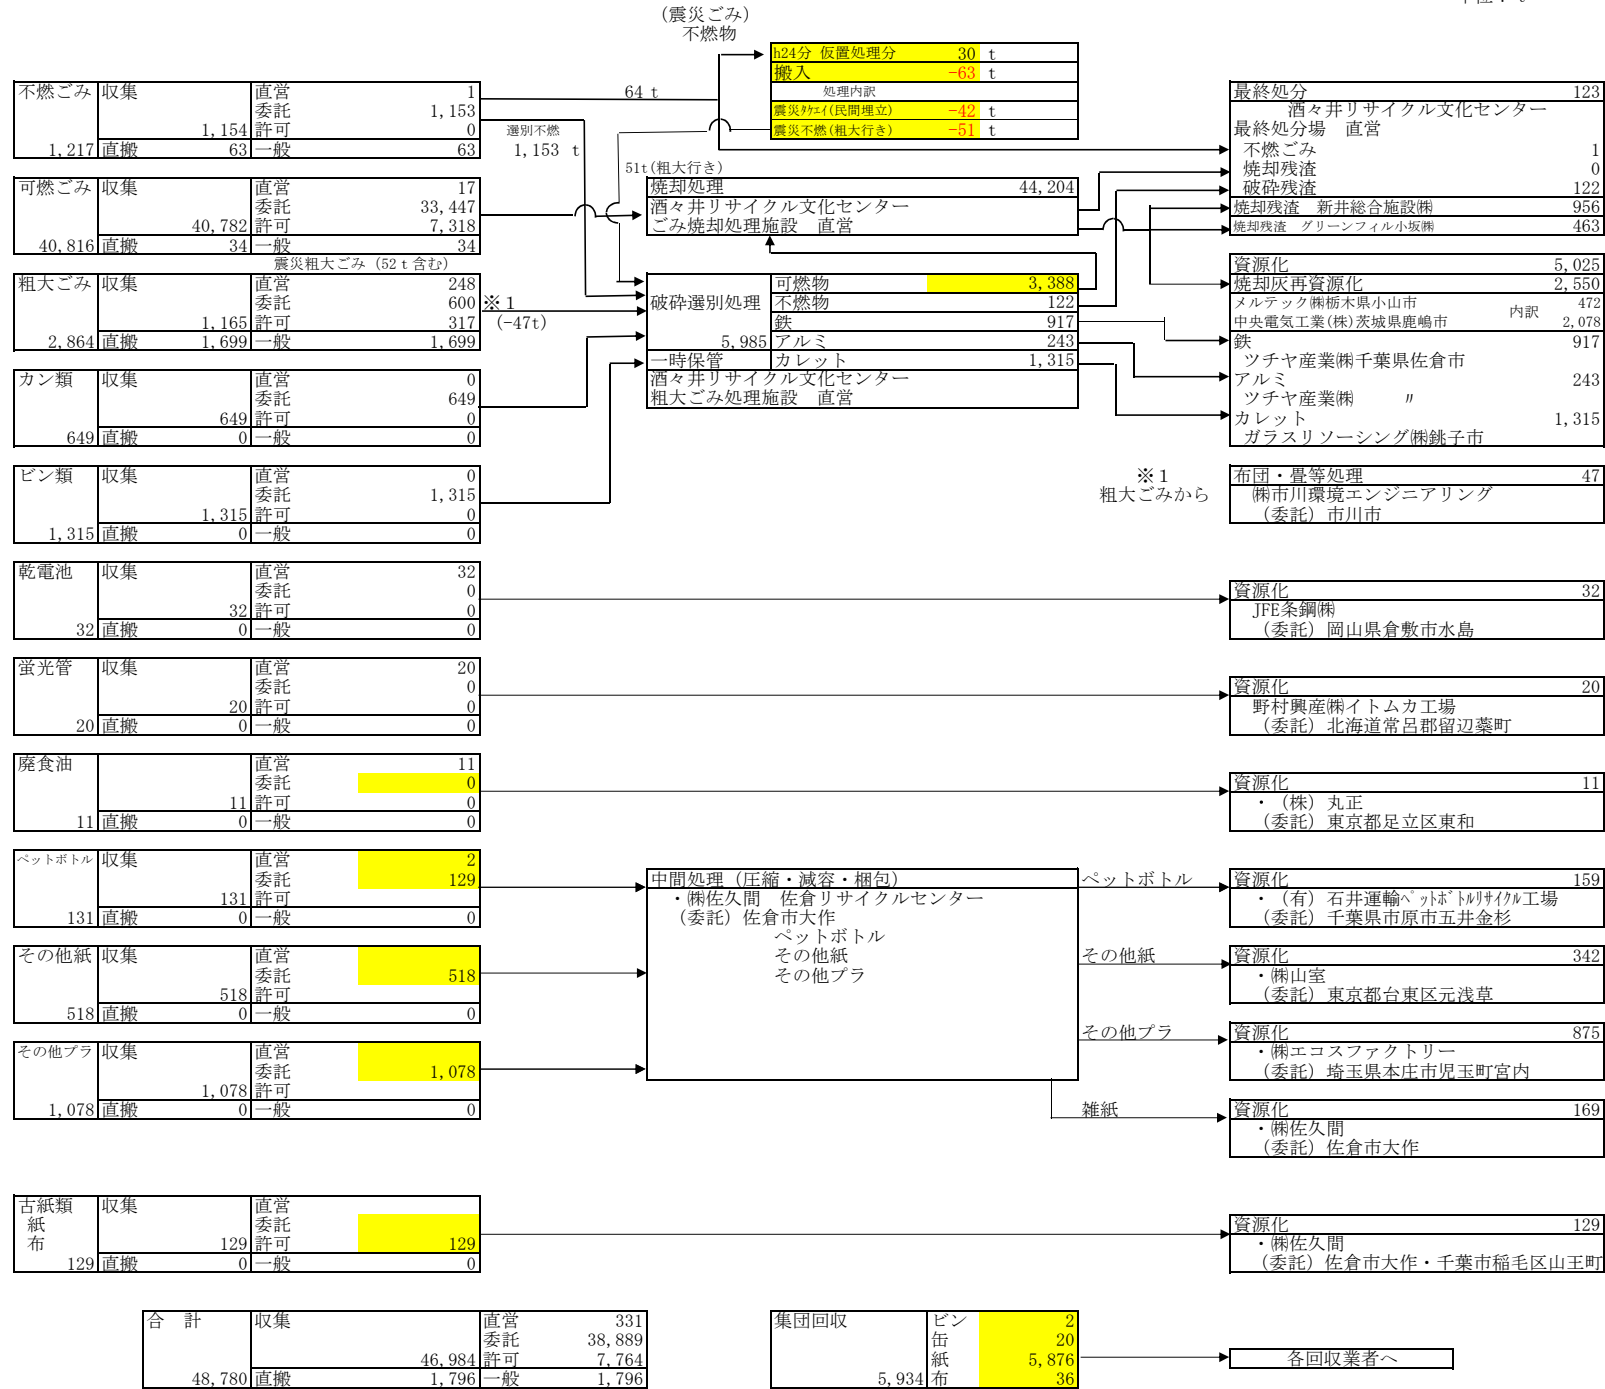 (震災ごみ)
不燃物
h24分 仮置処理分 30 t
搬入 -63 t
処理内訳
震災ﾀｹｴｲ(民間埋立) -42 t
震災不燃(粗大行き) -51 t
不燃ごみ 収集 直営 1
委託 1,153
1,154 許可 0
1,217 直搬 63 一般 63
64 t
選別不燃
1,153 t
51t(粗大行き)
可燃ごみ 収集 直営 17
委託 33,447
40,782 許可 7,318
40,816 直搬 34 一般 34
焼却処理 44,204
酒々井リサイクル文化センター
ごみ焼却処理施設 直営
最終処分 123
酒々井リサイクル文化センター
最終処分場 直営
不燃ごみ 1
焼却残渣 0
破砕残渣 122
焼却残渣 新井総合施設㈱ 956
焼却残渣 グリーンフィル小坂㈱ 463
震災粗大ごみ (52ｔ含む)
粗大ごみ 収集 直営 248
委託 600
1,165 許可 317
2,864 直搬 1,699 一般 1,699
※１
(-47t)
破砕選別処理
5,985
可燃物 3,388
不燃物 122
鉄 917
アルミ 243
一時保管 カレット 1,315
酒々井リサイクル文化センター
粗大ごみ処理施設 直営
資源化 5,025
焼却灰再資源化 2,550
メルテック㈱栃木県小山市 472
内訳
中央電気工業(株)茨城県鹿嶋市 2,078
鉄 917
ツチヤ産業㈱千葉県佐倉市
アルミ 243
ツチヤ産業㈱ 〃
カレット 1,315
ガラスリソーシング㈱銚子市
カン類 収集 直営 0
委託 649
649 許可 0
649 直搬 0 一般 0
ビン類 収集 直営 0
委託 1,315
1,315 許可 0
1,315 直搬 0 一般 0
※１
粗大ごみから
布団・畳等処理 47
㈱市川環境エンジニアリング
(委託) 市川市
乾電池 収集 直営 32
委託 0
32 許可 0
32 直搬 0 一般 0
資源化 32
JFE条鋼㈱
(委託) 岡山県倉敷市水島
蛍光管 収集 直営 20
委託 0
20 許可 0
20 直搬 0 一般 0
資源化 20
野村興産㈱イトムカ工場
(委託) 北海道常呂郡留辺蘂町
廃食油 直営 11
委託 0
11 許可 0
11 直搬 0 一般 0
資源化 11
・(株) 丸正
(委託) 東京都足立区東和
ペットボトル 収集 直営 2
委託 129
131 許可
131 直搬 0 一般 0
中間処理 (圧縮・減容・梱包)
・㈱佐久間 佐倉リサイクルセンター
(委託) 佐倉市大作
ペットボトル
その他紙
その他プラ
ペットボトル
資源化 159
・(有) 石井運輸ﾍﾟｯﾄﾎﾞﾄﾙﾘｻｲｸﾙ工場
(委託) 千葉県市原市五井金杉
その他紙 収集 直営
委託 518
518 許可
518 直搬 0 一般 0
その他紙
資源化 342
・㈱山室
(委託) 東京都台東区元浅草
その他プラ 収集 直営
委託 1,078
1,078 許可
1,078 直搬 0 一般 0
その他プラ
資源化 875
・㈱エコスファクトリー
(委託) 埼玉県本庄市児玉町宮内
雑紙
資源化 169
・㈱佐久間
(委託) 佐倉市大作
古紙類 収集 直営
紙 委託
布 129 許可 129
129 直搬 0 一般 0
資源化 129
・㈱佐久間
(委託) 佐倉市大作・千葉市稲毛区山王町
合 計 収集 直営 331
委託 38,889
46,984 許可 7,764
48,780 直搬 1,796 一般 1,796
集団回収 ビン 2
缶 20
紙 5,876
5,934 布 36
各回収業者へ